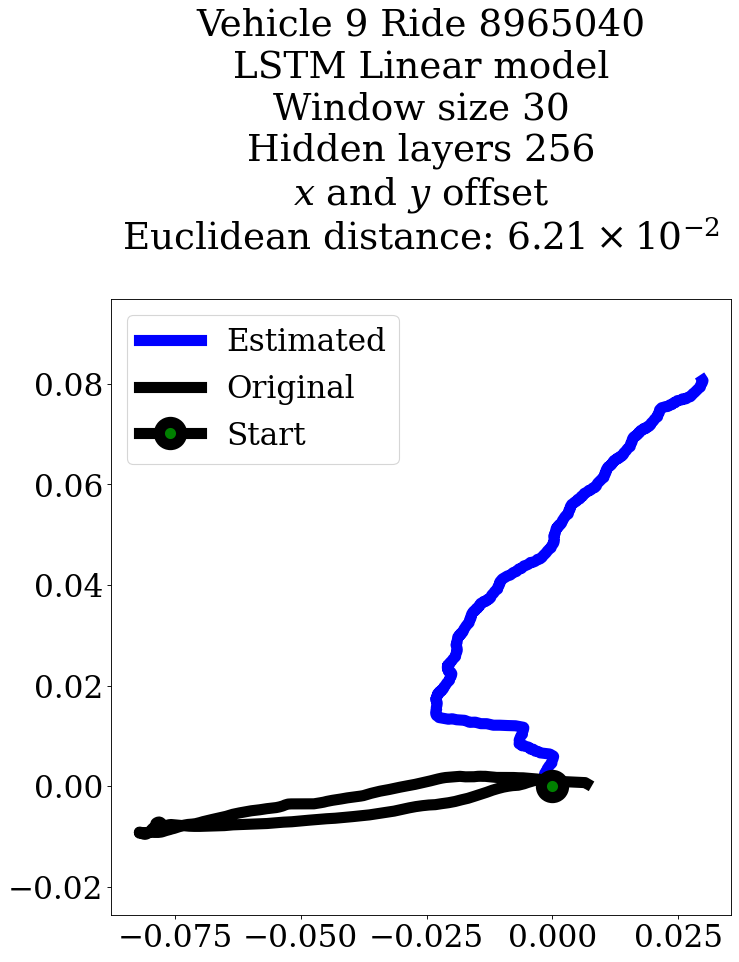 Vehicle 9 Ride 8965040
LSTM Linear model
Window size 30
Hidden layers 256
x and y offset
Euclidean distance: 6.21 × 10⁻²
Estimated
Original
Start
0.08
0.06
0.04
0.02
0.00
−0.02
−0.075 −0.050 −0.025 0.000 0.025